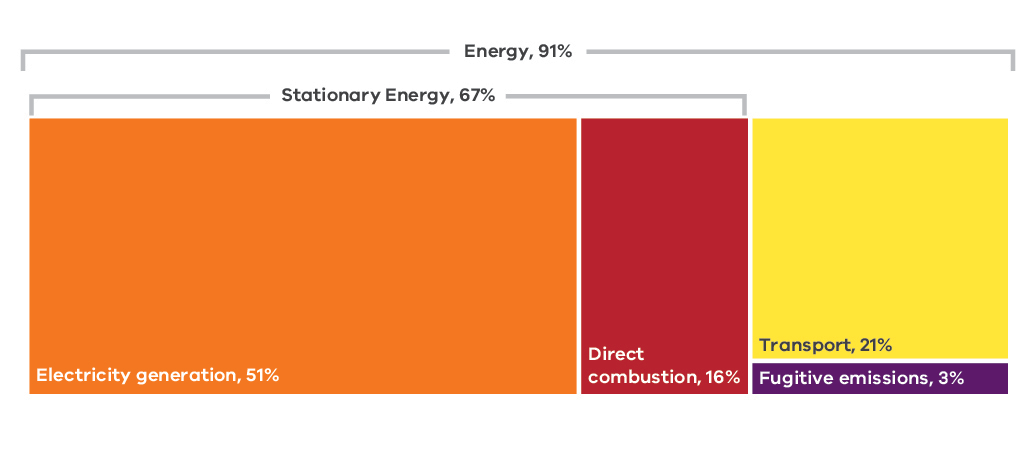 Energy, 91%
Stationary Energy, 67%
Electricity generation, 51%
Direct
combustion, 16%
Transport, 21%
Fugitive emissions, 3%